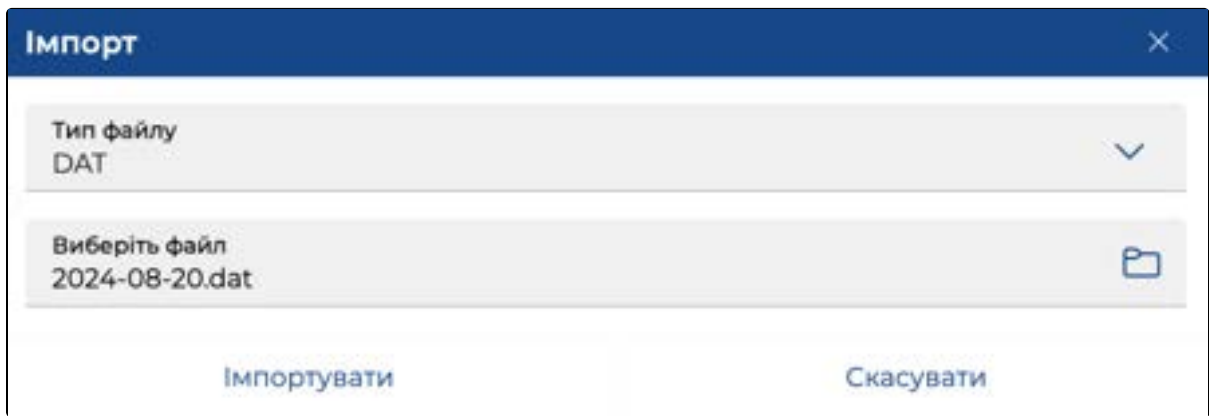 Імпорт
Тип файлу
DAT
Виберіть файл
2024-08-20.dat
Імпортувати
Скасувати